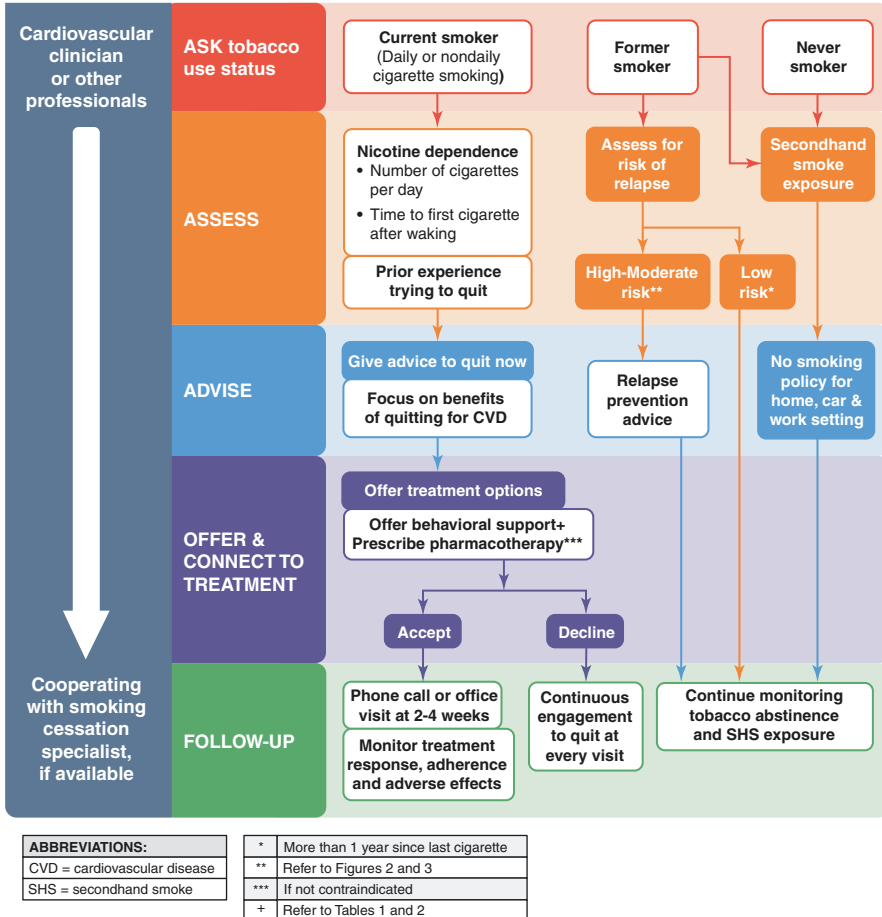 Cardiovascular
clinician
or other
professionals
Cooperating
with smoking
cessation
specialist,
if available
ASK tobacco
use status
Current smoker
(Daily or nondaily
cigarette smoking)
Former
smoker
Never
smoker
ASSESS
Nicotine dependence
• Number of cigarettes
per day
• Time to first cigarette
after waking
Prior experience
trying to quit
Assess for
risk of
relapse
Secondhand
smoke
exposure
High-Moderate
risk**
Low
risk*
ADVISE
Give advice to quit now
Focus on benefits
of quitting for CVD
Relapse
prevention
advice
No smoking
policy for
home, car &
work setting
OFFER &
CONNECT TO
TREATMENT
Offer treatment options
Offer behavioral support+
Prescribe pharmacotherapy***
Accept
Decline
FOLLOW-UP
Phone call or office
visit at 2-4 weeks
Monitor treatment
response, adherence
and adverse effects
Continuous
engagement
to quit at
every visit
Continue monitoring
tobacco abstinence
and SHS exposure
ABBREVIATIONS:
CVD = cardiovascular disease
SHS = secondhand smoke
* More than 1 year since last cigarette
** Refer to Figures 2 and 3
*** If not contraindicated
+ Refer to Tables 1 and 2